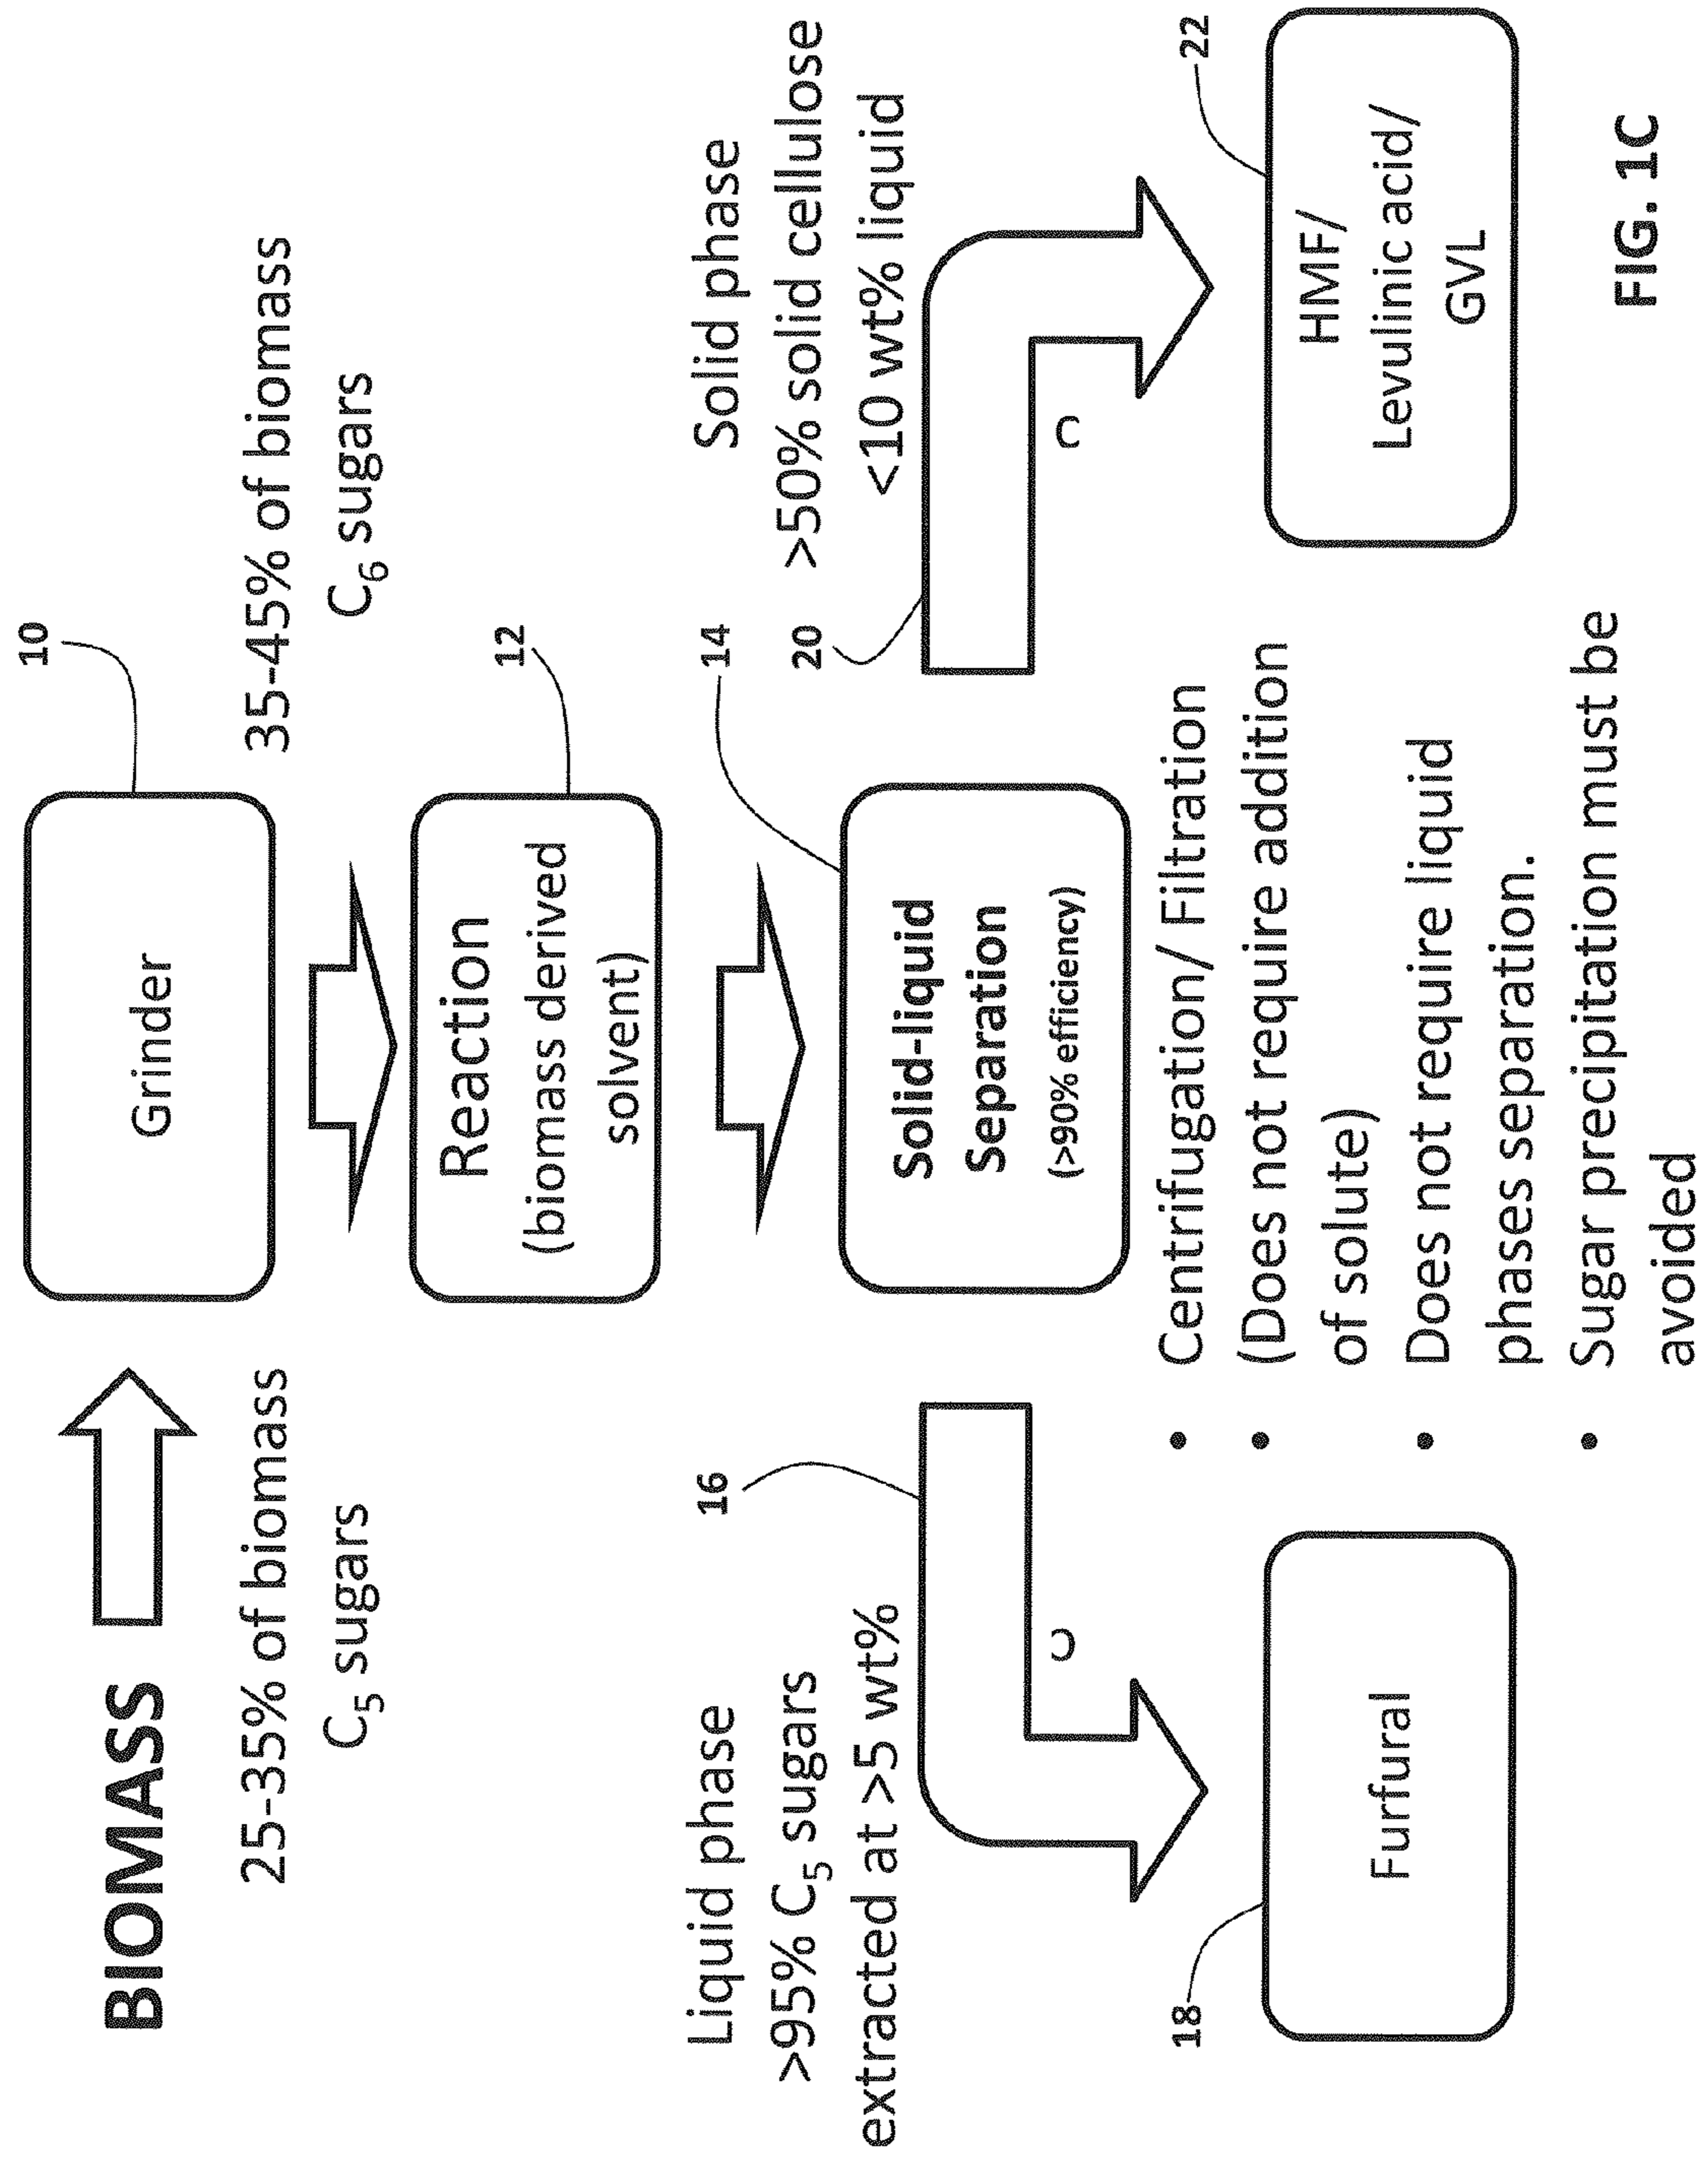 BIOMASS
25-35% of biomass
C5 sugars
10
Grinder
35-45% of biomass
C6 sugars
12
Reaction
(biomass derived
solvent)
14
Solid-liquid
Separation
(>90% efficiency)
Liquid phase
>95% C5 sugars
extracted at >5 wt%
16
Solid phase
>50% solid cellulose
<10 wt% liquid
20
C
• Centrifugation/ Filtration
• (Does not require addition
of solute)
• Does not require liquid
phases separation.
• Sugar precipitation must be
avoided
18
Furfural
22
HMF/
Levulinic acid/
GVL
FIG. 1C